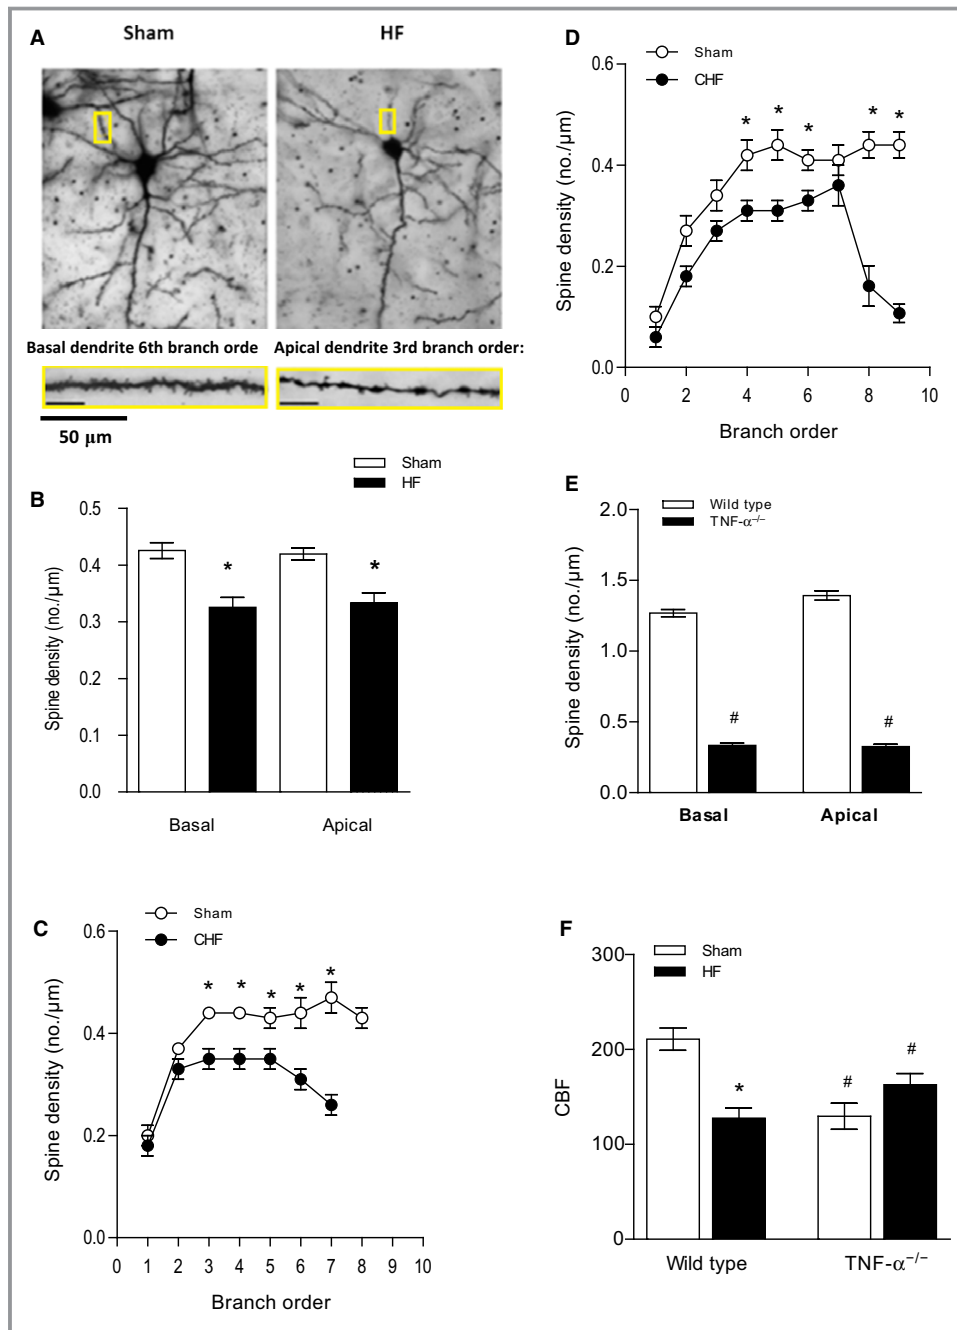 A
Sham
HF
Basal dendrite 6th branch orde
Apical dendrite 3rd branch order:
50 μm
B
Sham
HF
Spine density (no./μm)
0.5
0.4
0.3
0.2
0.1
0.0
*
*
Basal
Apical
C
Sham
CHF
Spine density (no./μm)
0.6
0.4
0.2
0.0
* * * * *
0 1 2 3 4 5 6 7 8 9 10
Branch order
D
Sham
CHF
Spine density (no./μm)
0.6
0.4
0.2
0.0
* * * * *
0 2 4 6 8 10
Branch order
E
Wild type
TNF-α⁻/⁻
Spine density (no./μm)
2.0
1.5
1.0
0.5
0.0
#
#
Basal
Apical
F
Sham
HF
CBF
300
200
100
0
*
#
#
Wild type
TNF-α⁻/⁻